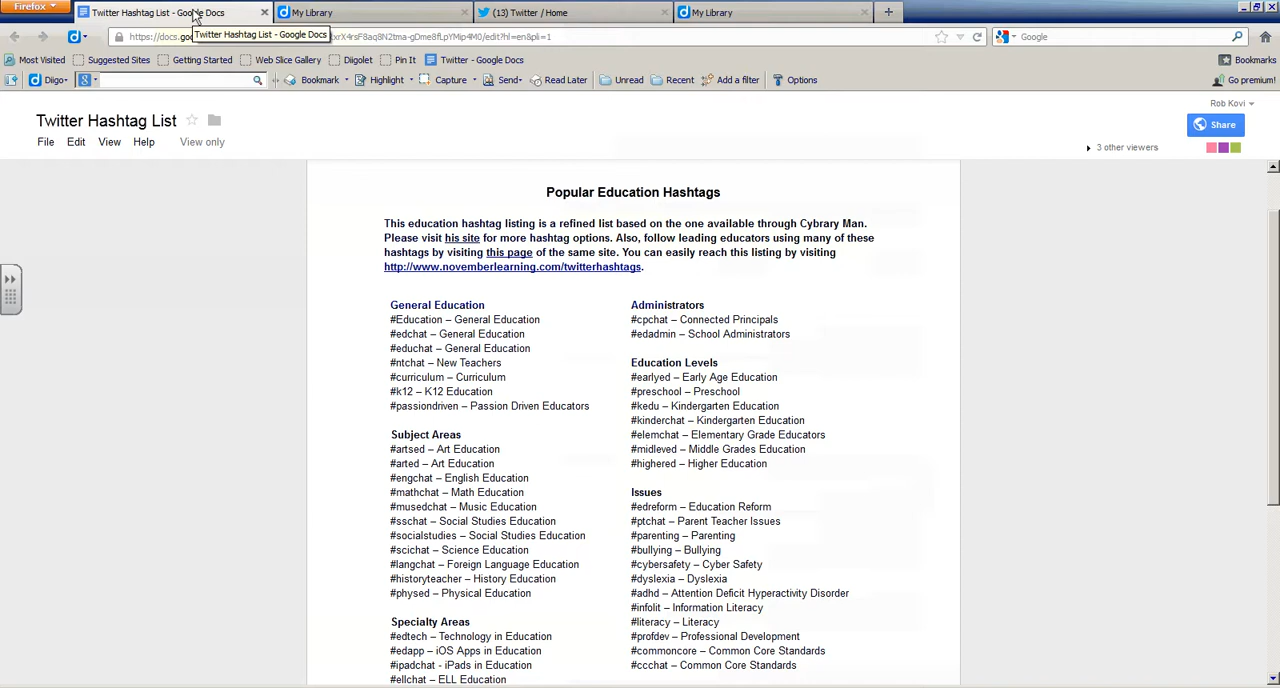 Firefox
Twitter Hashtag List - Google Docs
My Library
(13) Twitter / Home
My Library
https://docs.goo
Twitter Hashtag List - Google Docs
Google
Most Visited Suggested Sites Getting Started Web Slice Gallery Diigolet Pin It Twitter - Google Docs Bookmarks
Diigo Bookmark Highlight Capture Send Read Later Unread Recent Add a filter Options Go premium!
Rob Kovi
Twitter Hashtag List
Share
File Edit View Help View only
3 other viewers
Popular Education Hashtags
This education hashtag listing is a refined list based on the one available through Cybrary Man.
Please visit his site for more hashtag options. Also, follow leading educators using many of these
hashtags by visiting this page of the same site. You can easily reach this listing by visiting
http://www.novemberlearning.com/twitterhashtags.
General Education
#Education – General Education
#edchat – General Education
#educhat – General Education
#ntchat – New Teachers
#curriculum – Curriculum
#k12 – K12 Education
#passiondriven – Passion Driven Educators
Subject Areas
#artsed – Art Education
#arted – Art Education
#engchat – English Education
#mathchat – Math Education
#musedchat – Music Education
#sschat – Social Studies Education
#socialstudies – Social Studies Education
#scichat – Science Education
#langchat – Foreign Language Education
#historyteacher – History Education
#physed – Physical Education
Specialty Areas
#edtech – Technology in Education
#edapp – iOS Apps in Education
#ipadchat - iPads in Education
#ellchat – ELL Education
Administrators
#cpchat – Connected Principals
#edadmin – School Administrators
Education Levels
#earlyed – Early Age Education
#preschool – Preschool
#kedu – Kindergarten Education
#kinderchat – Kindergarten Education
#elemchat – Elementary Grade Educators
#midleved – Middle Grades Education
#highered – Higher Education
Issues
#edreform – Education Reform
#ptchat – Parent Teacher Issues
#parenting – Parenting
#bullying – Bullying
#cybersafety – Cyber Safety
#dyslexia – Dyslexia
#adhd – Attention Deficit Hyperactivity Disorder
#infolit – Information Literacy
#literacy – Literacy
#profdev – Professional Development
#commoncore – Common Core Standards
#ccchat – Common Core Standards